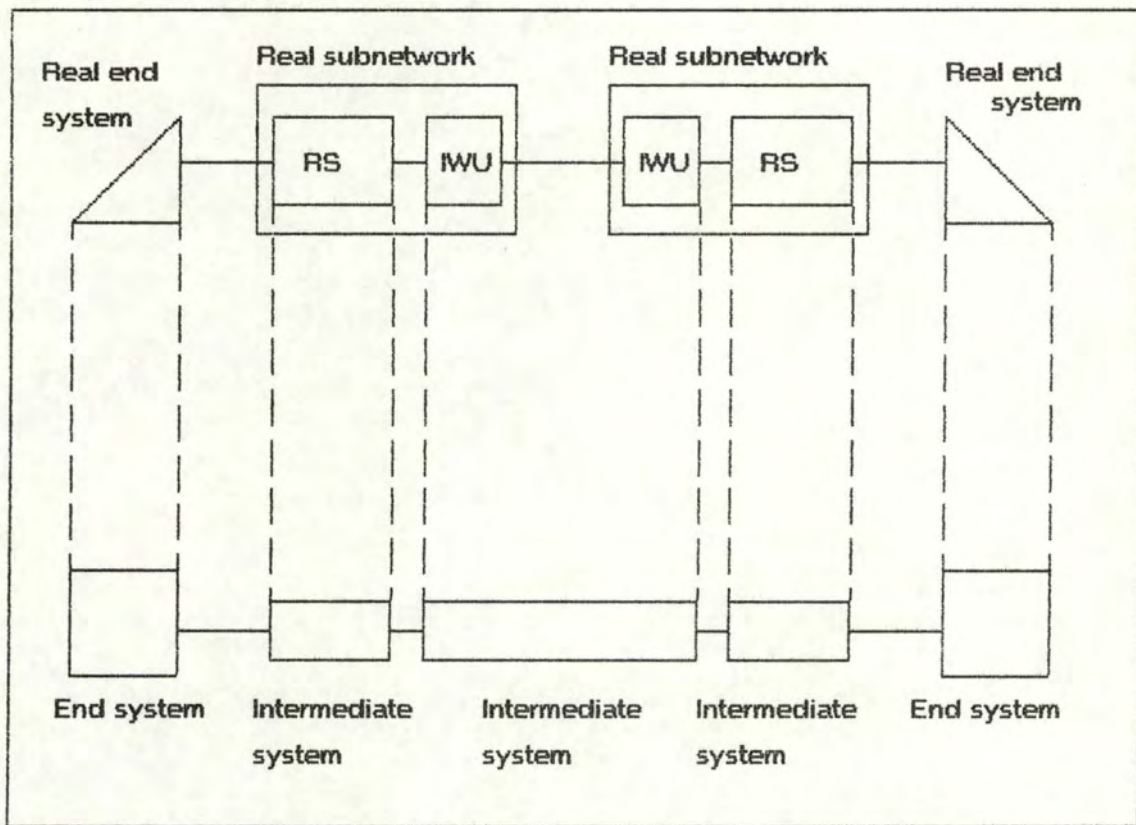 Real end
system
Real subnetwork
Real subnetwork
Real end
system
RS
IWU
IWU
RS
End system
Intermediate
system
Intermediate
system
Intermediate
system
End system